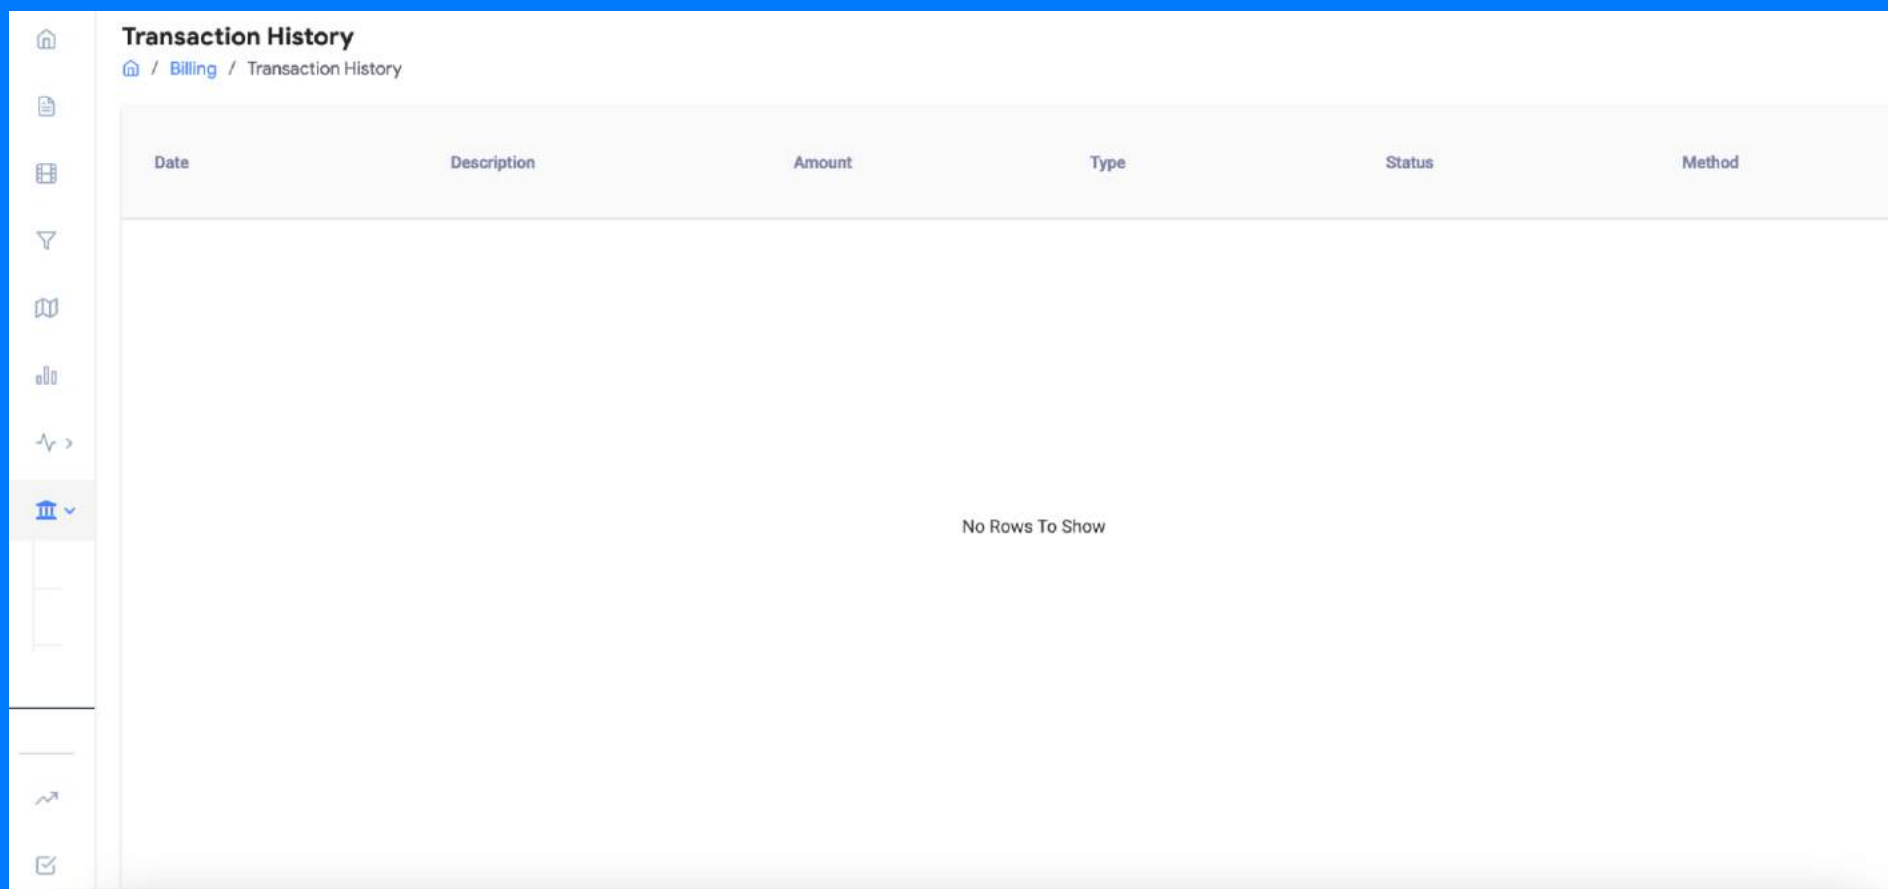 Transaction History
/ Billing / Transaction History
Date Description Amount Type Status Method
No Rows To Show